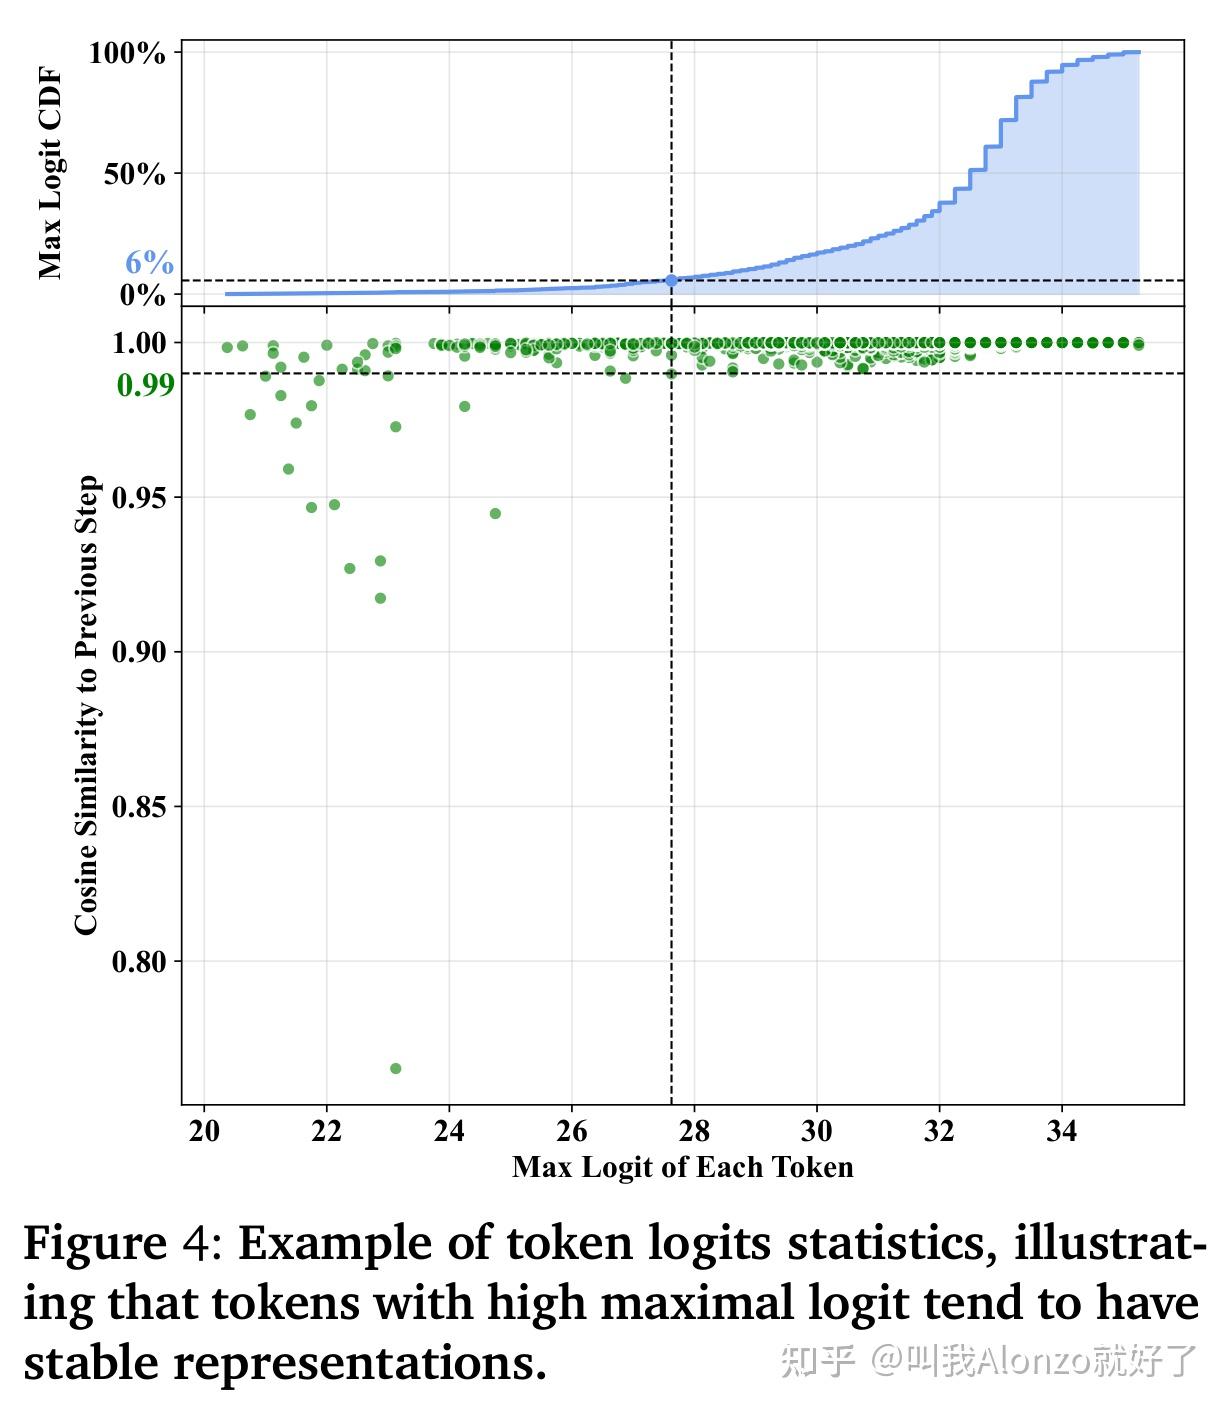 100%
50%
6%
0%
Max Logit CDF
1.00
0.99
0.95
0.90
0.85
0.80
Cosine Similarity to Previous Step
20 22 24 26 28 30 32 34
Max Logit of Each Token
Figure 4: Example of token logits statistics, illustrat-
ing that tokens with high maximal logit tend to have
stable representations.
知乎 @叫我Alonzo就好了